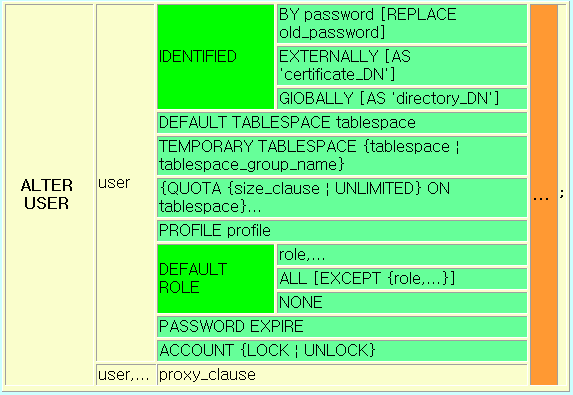 BY password [REPLACE
old_password]
IDENTIFIED
EXTERNALLY [AS
'certificate_DN']
GIOBALLY [AS 'directory_DN']
DEFAULT TABLESPACE tablespace
TEMPORARY TABLESPACE {tablespace ¦
tablespace_group_name}
ALTER
USER
user
{QUOTA {size_clause ¦ UNLIMITED} ON
tablespace}...
... ;
PROFILE profile
DEFAULT
ROLE
role,...
ALL [EXCEPT {role,...}]
NONE
PASSWORD EXPIRE
ACCOUNT {LOCK ¦ UNLOCK}
user,...
proxy_clause